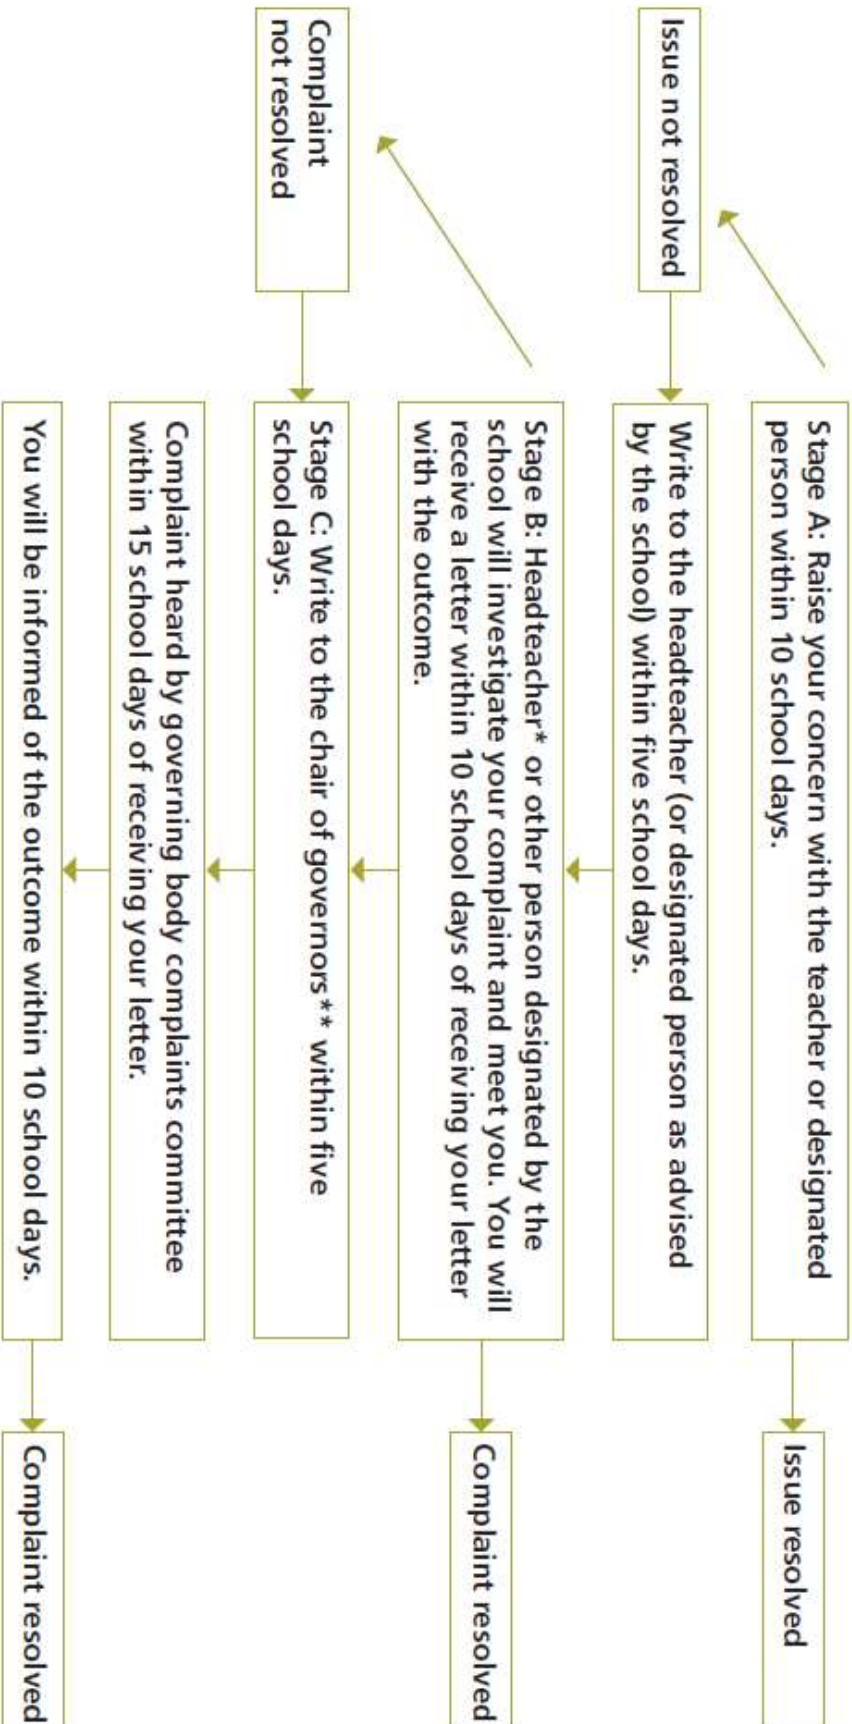 Stage A: Raise your concern with the teacher or designated
person within 10 school days.
Issue resolved
Issue not resolved
Write to the headteacher (or designated person as advised
by the school) within five school days.
Stage B: Headteacher* or other person designated by the
school will investigate your complaint and meet you. You will
receive a letter within 10 school days of receiving your letter
with the outcome.
Complaint resolved
Complaint
not resolved
Stage C: Write to the chair of governors** within five
school days.
Complaint heard by governing body complaints committee
within 15 school days of receiving your letter.
You will be informed of the outcome within 10 school days.
Complaint resolved